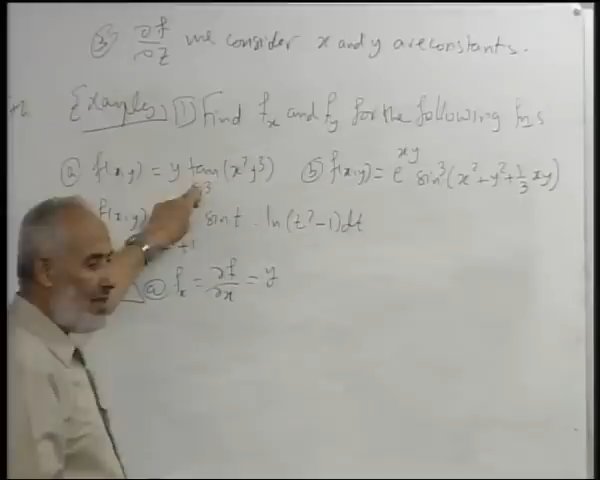 ③ ∂f/∂z we consider x and y are constants.
Examples ① Find fx and fy for the following fns
ⓐ f(x,y) = y tan(x²y³) ⓑ f(x,y) = e^xy sin³(x²+y²+1/3 xy)
f(x,y) sin t . ln(t²-1)dt
ⓐ fx = ∂f/∂x = y